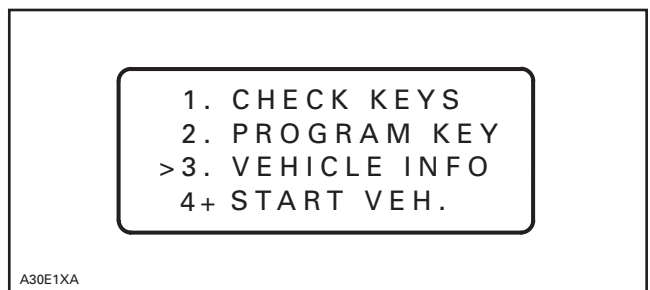 1. CHECK KEYS
2. PROGRAM KEY
>3. VEHICLE INFO
4+ START VEH.
A30E1XA